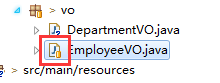 vo
DepartmentVO.java
EmployeeVO.java
src/main/resources